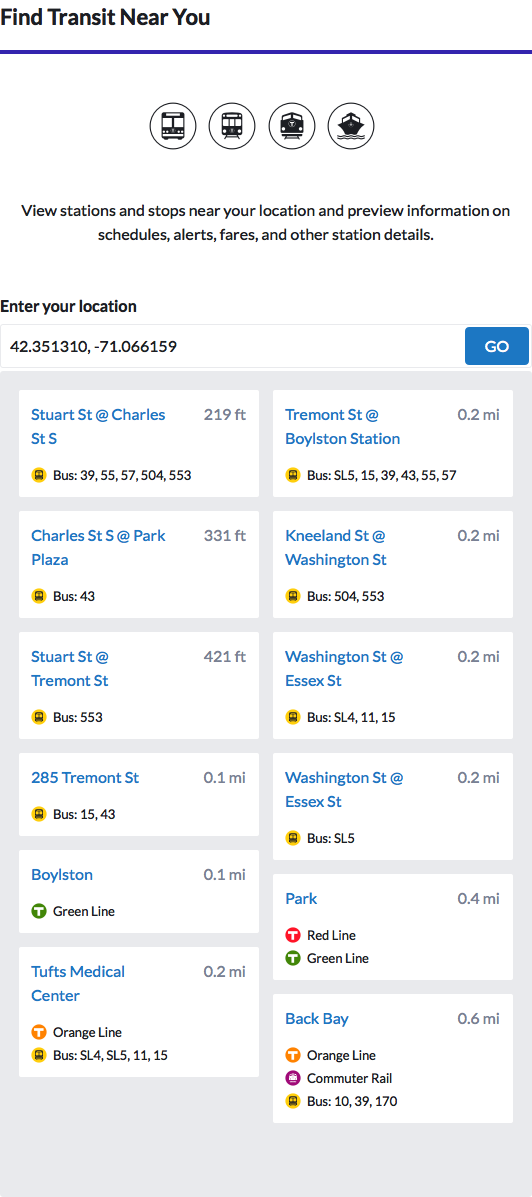 Find Transit Near You
View stations and stops near your location and preview information on
schedules, alerts, fares, and other station details.
Enter your location
42.351310, -71.066159
GO
Stuart St @ Charles
St S
219 ft
Bus: 39, 55, 57, 504, 553
Charles St S @ Park
Plaza
331 ft
Bus: 43
Stuart St @
Tremont St
421 ft
Bus: 553
285 Tremont St
0.1 mi
Bus: 15, 43
Boylston
0.1 mi
T Green Line
Tufts Medical
Center
0.2 mi
T Orange Line
Bus: SL4, SL5, 11, 15
Tremont St @
Boylston Station
0.2 mi
Bus: SL5, 15, 39, 43, 55, 57
Kneeland St @
Washington St
0.2 mi
Bus: 504, 553
Washington St @
Essex St
0.2 mi
Bus: SL4, 11, 15
Washington St @
Essex St
0.2 mi
Bus: SL5
Park
0.4 mi
T Red Line
T Green Line
Back Bay
0.6 mi
T Orange Line
Commuter Rail
Bus: 10, 39, 170